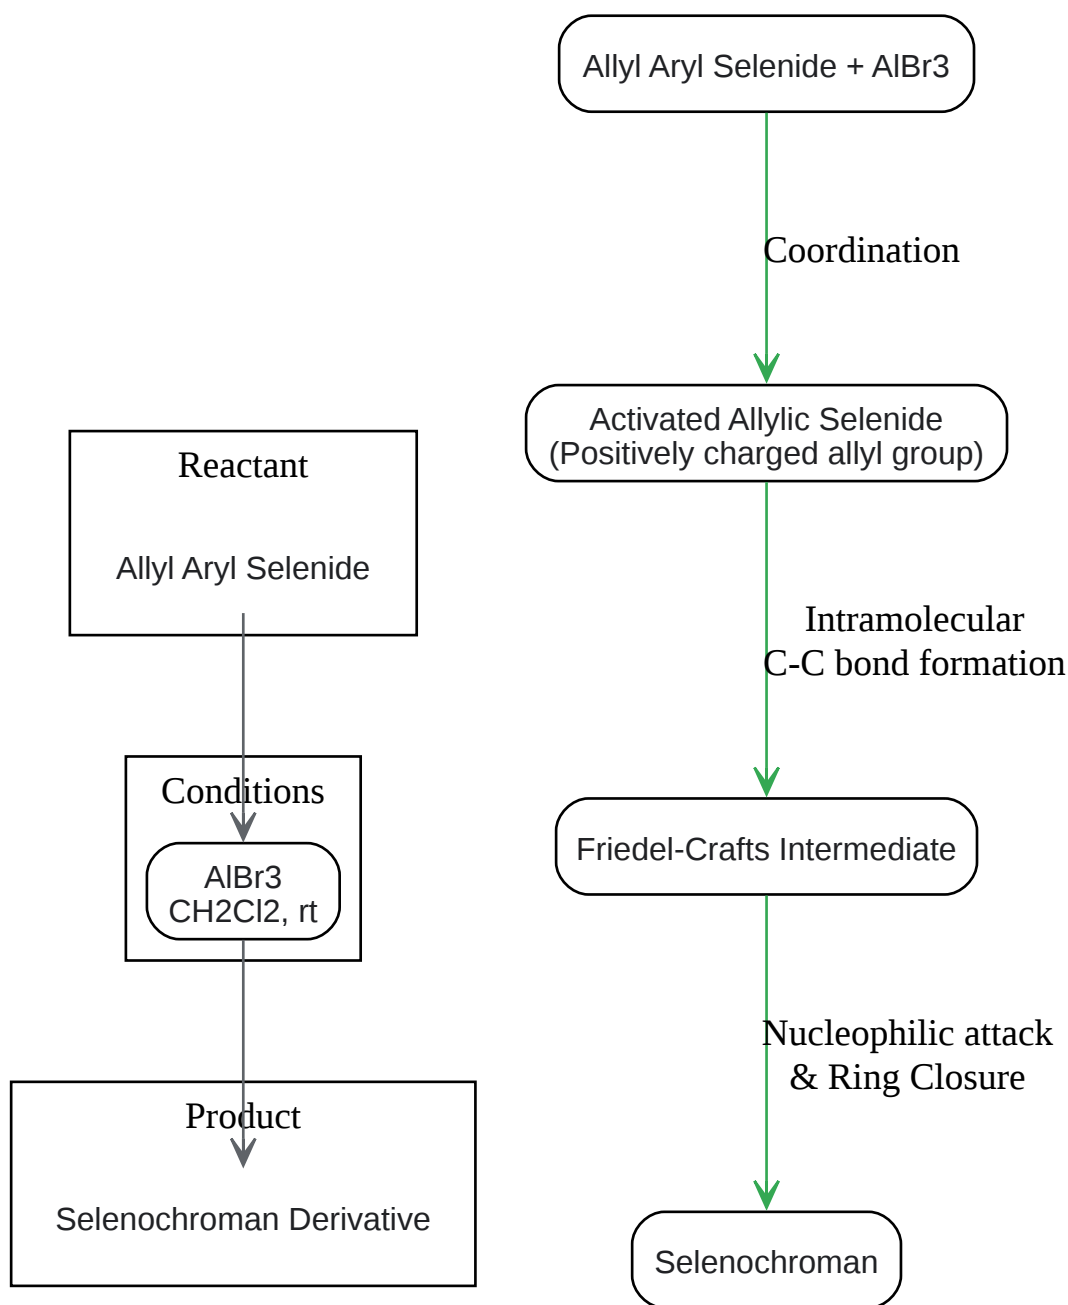 Allyl Aryl Selenide + AlBr3
Coordination
Activated Allylic Selenide
(Positively charged allyl group)
Intramolecular
C-C bond formation
Friedel-Crafts Intermediate
Nucleophilic attack
& Ring Closure
Selenochroman
Reactant
Allyl Aryl Selenide
Conditions
AlBr3
CH2Cl2, rt
Product
Selenochroman Derivative